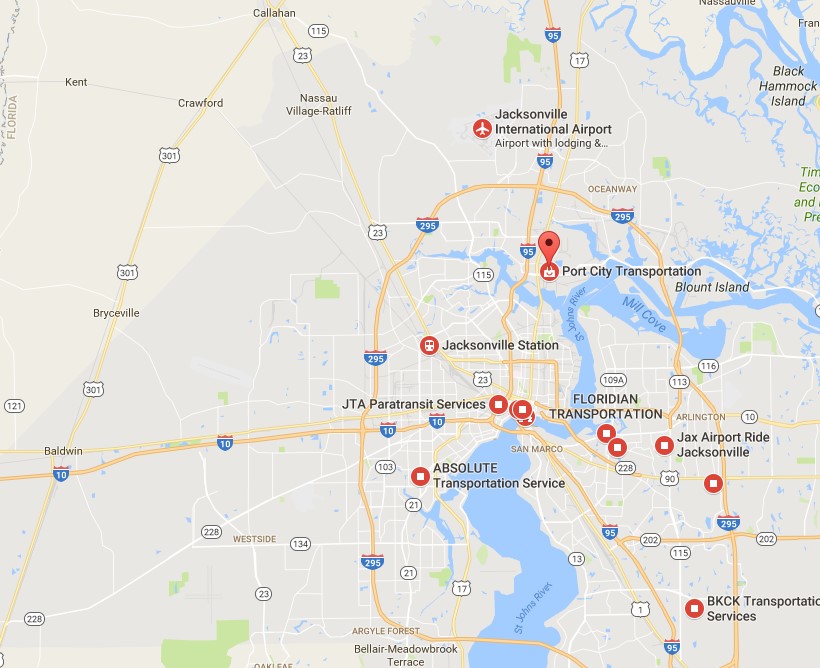 Nassauville
Callahan
115
95
Fran
23
17
Kent
Black
Hammock
Island
FLORIDA
Crawford
Nassau
Village-Ratliff
Jacksonville
International Airport
Airport with lodging &...
301
95
Tim
Eco
and
Pre
OCEANWAY
295
295
23
95
301
115
Port City Transportation
Blount Island
St Johns River
Mill Cove
Bryceville
Jacksonville Station
295
116
23
109A
113
301
121
JTA Paratransit Services
FLORIDIAN
TRANSPORTATION
ARLINGTON
10
10
10
10
Baldwin
SAN MARCO
Jax Airport Ride
Jacksonville
103
ABSOLUTE
Transportation Service
228
90
10
21
295
228
WESTSIDE
134
95
202
202
115
295
13
21
17
23
St Johns River
1
BKCK Transportatio
Services
228
ARGYLE FOREST
Bellair-Meadowbrook
Terrace
95
OAKLEAF